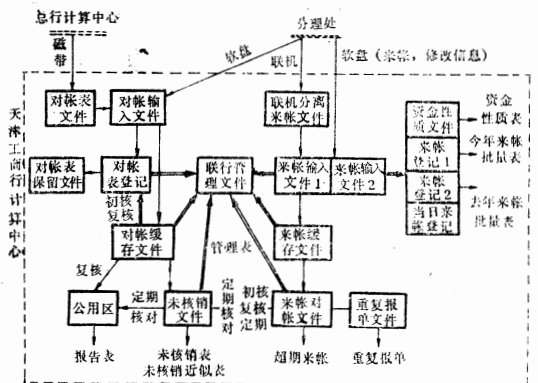 总行计算中心
分理处
磁带
软盘
联机
软盘（来帐，修改信息）
天津工商行计算中心
对帐表文件
对帐输入文件
联机分离来帐文件
资金性质文件
资金性质表
来帐登记1
今年来帐批量表
对帐表保留文件
对帐表登记
联行管理文件
来帐输入文件1
来帐输入文件2
来帐登记2
当日来帐登记
去年来帐批量表
初核
复核
对帐缓存文件
管理表
来帐缓存文件
复核
公用区
定期核对
未核销文件
定期核对
初核
复核
定期
来帐对帐文件
重复报单文件
报告表
未核销表
未核销近似表
超期来帐
重复报单